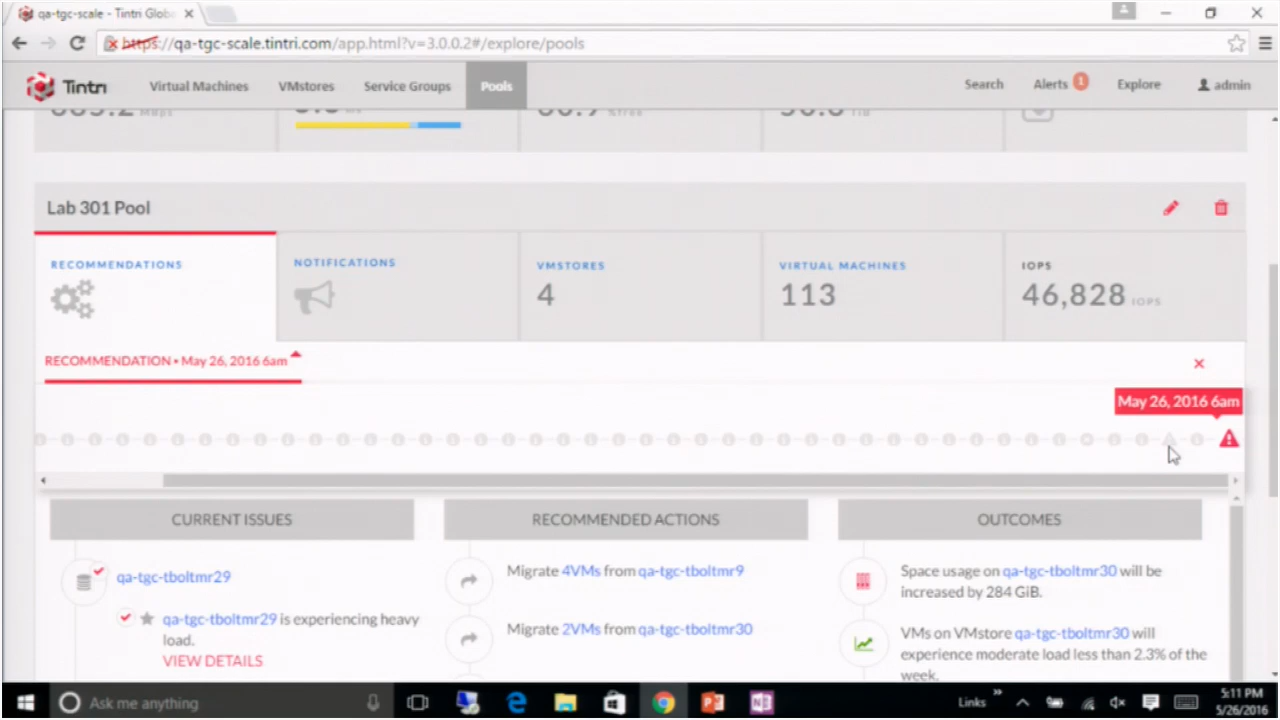 qa-tgc-scale - Tintri Glob
https://qa-tgc-scale.tintri.com/app.html?v=3.0.0.2#/explore/pools
Tintri
Virtual Machines
VMstores
Service Groups
Pools
Search
Alerts 1
Explore
admin
MBps
%free
TiB
Lab 301 Pool
RECOMMENDATIONS
NOTIFICATIONS
VMSTORES
4
VIRTUAL MACHINES
113
IOPS
46,828 IOPS
RECOMMENDATION • May 26, 2016 6am
May 26, 2016 6am
CURRENT ISSUES
qa-tgc-tboltmr29
qa-tgc-tboltmr29 is experiencing heavy
load.
VIEW DETAILS
RECOMMENDED ACTIONS
Migrate 4VMs from qa-tgc-tboltmr9
Migrate 2VMs from qa-tgc-tboltmr30
OUTCOMES
Space usage on qa-tgc-tboltmr30 will be
increased by 284 GiB.
VMs on VMstore qa-tgc-tboltmr30 will
experience moderate load less than 2.3% of the
week.
Ask me anything
Links
5:11 PM
5/26/2016